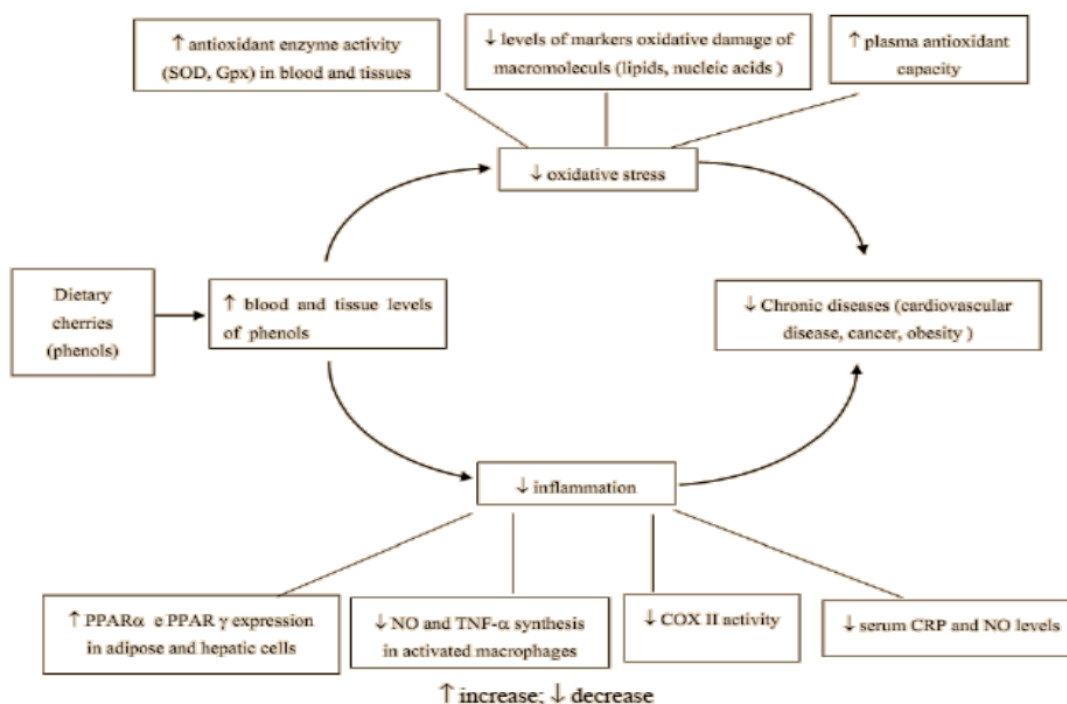 ↑ antioxidant enzyme activity
(SOD, Gpx) in blood and tissues
↓ levels of markers oxidative damage of
macromoleculs (lipids, nucleic acids )
↑ plasma antioxidant
capacity
↓ oxidative stress
Dietary
cherries
(phenols)
↑ blood and tissue levels
of phenols
↓ Chronic diseases (cardiovascular
disease, cancer, obesity )
↓ inflammation
↑ PPARα e PPAR γ expression
in adipose and hepatic cells
↓ NO and TNF-α synthesis
in activated macrophages
↓ COX II activity
↓ serum CRP and NO levels
↑ increase; ↓ decrease